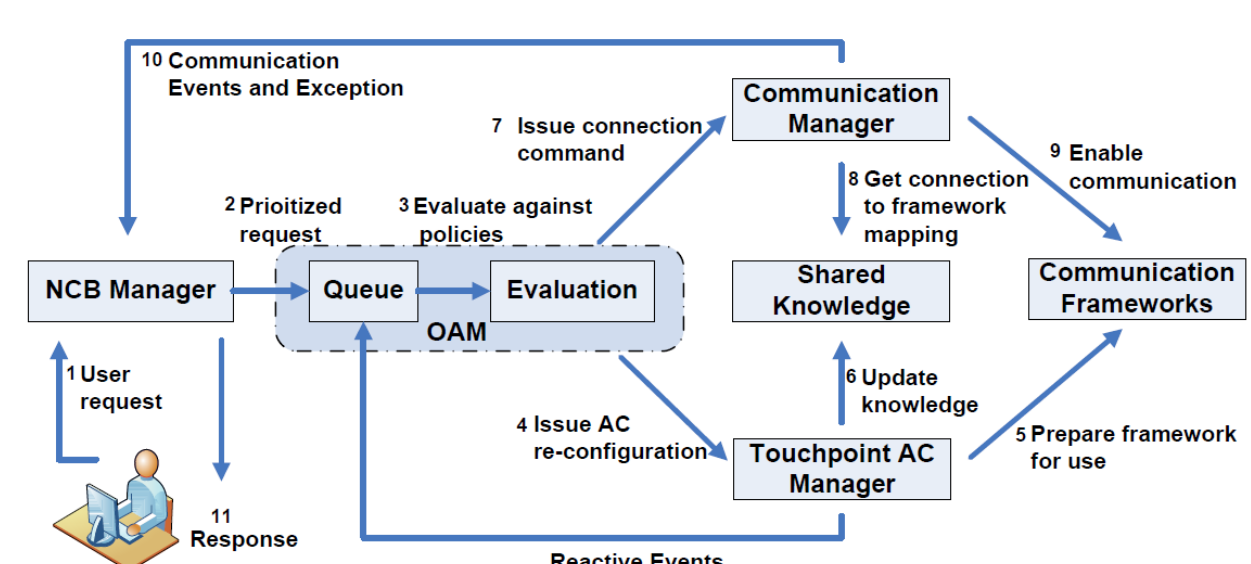 10 Communication
Events and Exception
Communication
Manager
7 Issue connection
command
9 Enable
communication
8 Get connection
to framework
mapping
2 Prioitized
request
3 Evaluate against
policies
NCB Manager
Queue
Evaluation
OAM
Shared
Knowledge
Communication
Frameworks
1 User
request
6 Update
knowledge
4 Issue AC
re-configuration
Touchpoint AC
Manager
5 Prepare framework
for use
11
Response
Reactive Events